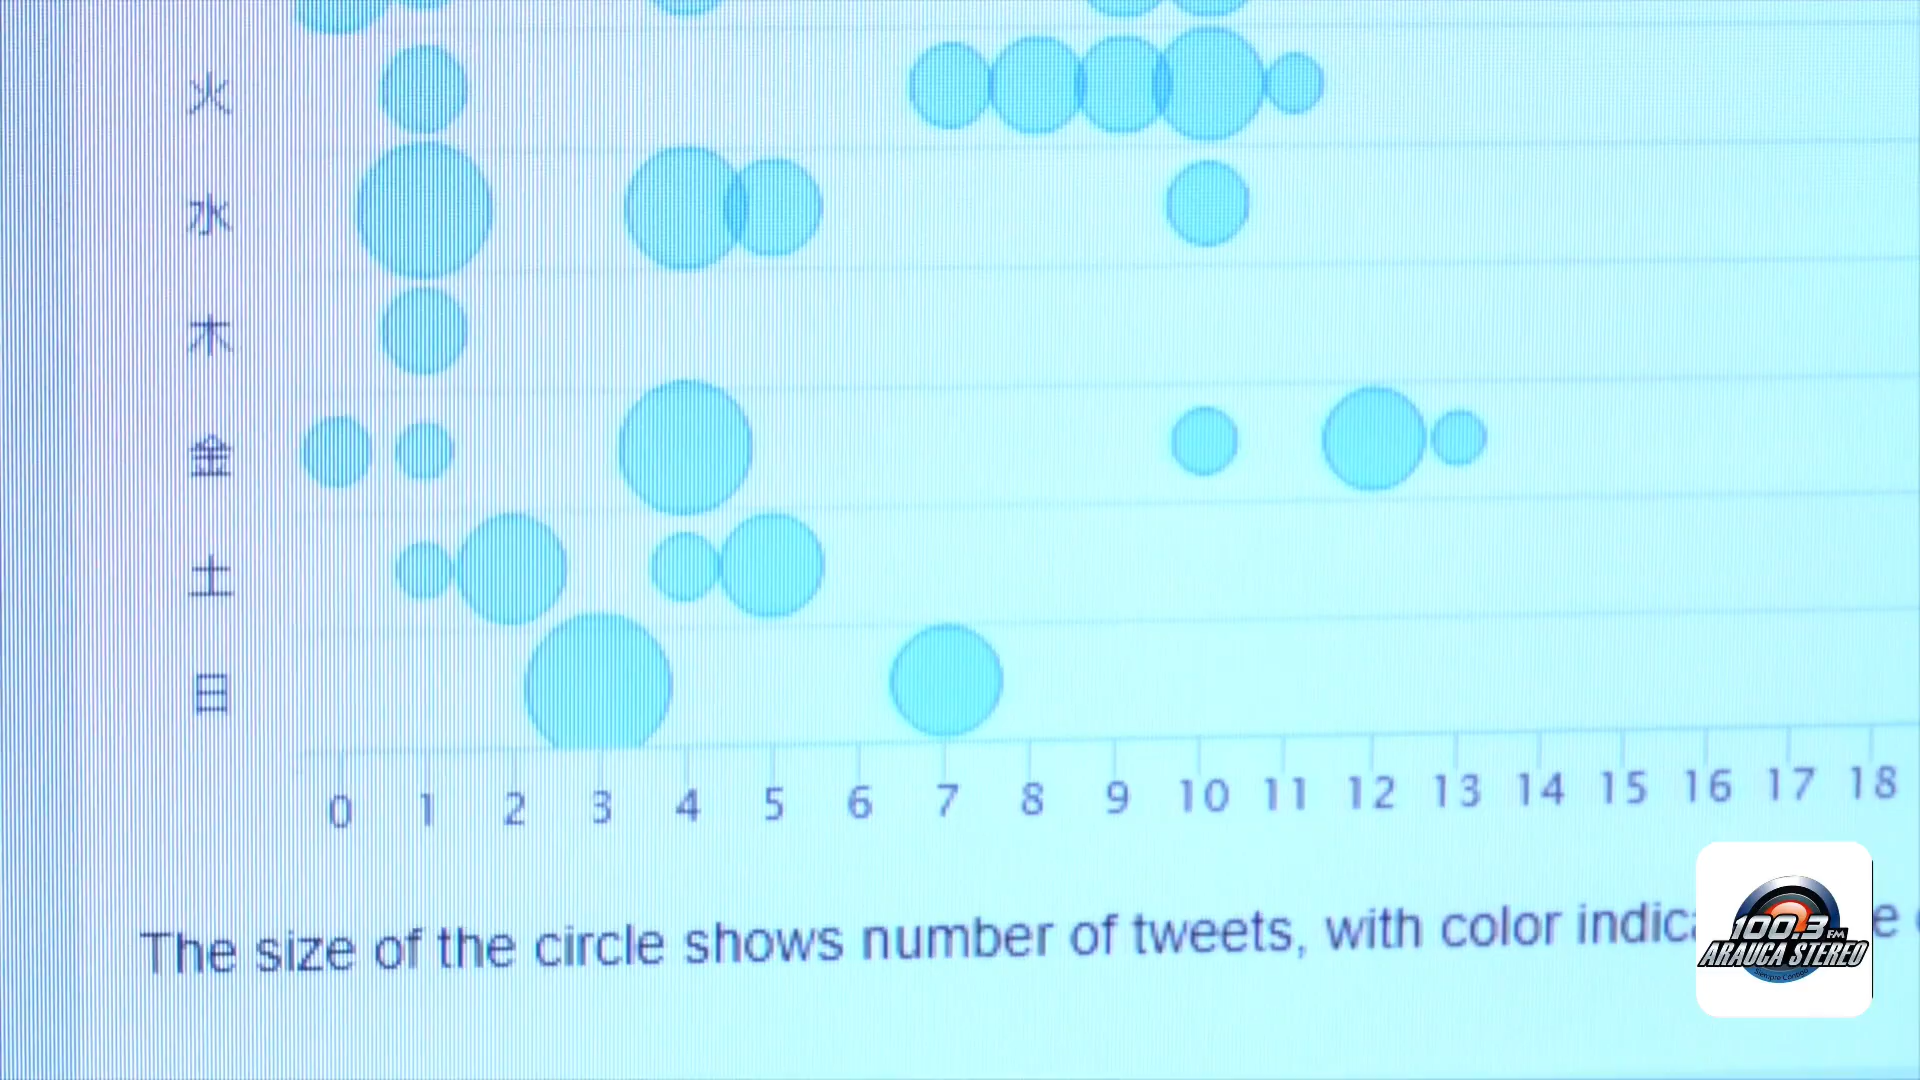 火
水
木
金
土
日
0 1 2 3 4 5 6 7 8 9 10 11 12 13 14 15 16 17 18
The size of the circle shows number of tweets, with color
100.3 FM
ARAUCA STEREO
Siempre Contigo